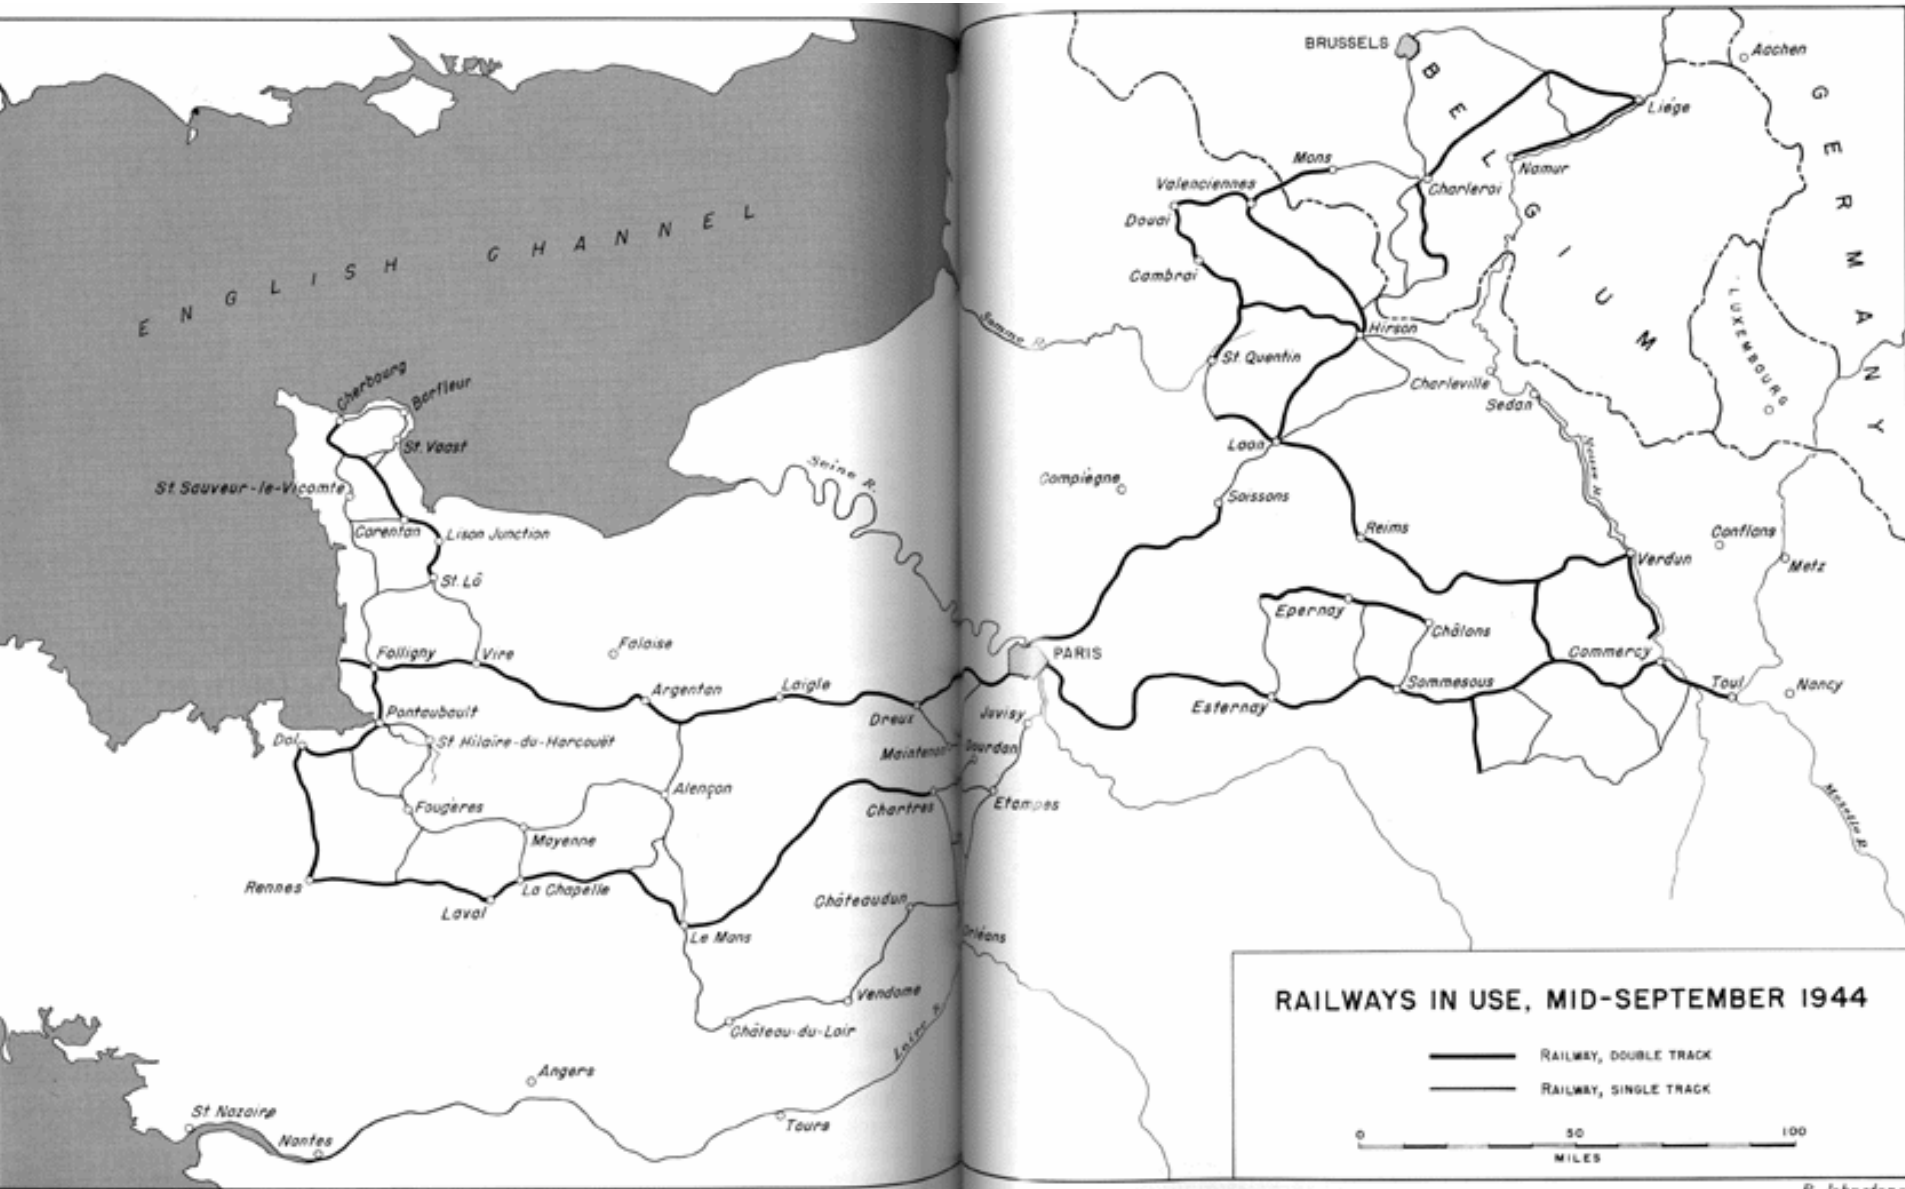 ENGLISH CHANNEL
Cherbourg
Barfleur
St. Vaast
St. Sauveur-le-Vicomte
Carentan
Lison Junction
St. Lô
Folligny
Vire
Falaise
Argentan
Laigle
Pontaubault
Dol
St Hilaire-du-Harcouët
Fougères
Mayenne
Alençon
Rennes
Laval
La Chapelle
Le Mans
Château-du-Loir
Vendome
Châteaudun
Chartres
Dreux
Maintenon
Angers
St Nazaire
Nantes
Tours
Loire R.
Seine R.
Somme R.
BRUSSELS
BELGIUM
Aachen
GERMANY
Liége
Mons
Namur
Valenciennes
Charleroi
Douai
Cambrai
Hirson
St. Quentin
Charleville
Sedan
LUXEMBOURG
Laon
Compiègne
Soissons
Reims
Conflans
Verdun
Metz
Epernay
Châlons
PARIS
Commercy
Sommesous
Toul
Nancy
Esternay
Juvisy
Dourdan
Etampes
Orléans
Moselle R.
RAILWAYS IN USE, MID-SEPTEMBER 1944
RAILWAY, DOUBLE TRACK
RAILWAY, SINGLE TRACK
0 50 100
MILES